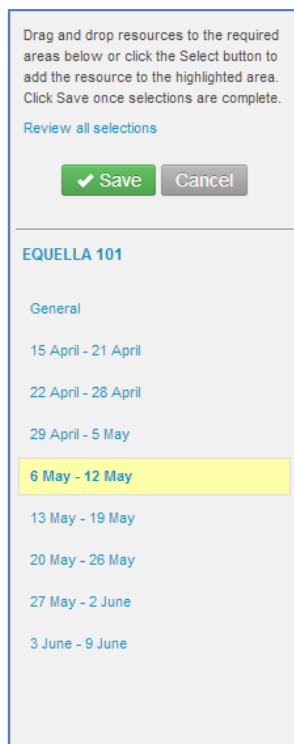 Drag and drop resources to the required
areas below or click the Select button to
add the resource to the highlighted area.
Click Save once selections are complete.
Review all selections
Save Cancel
EQUELLA 101
General
15 April - 21 April
22 April - 28 April
29 April - 5 May
6 May - 12 May
13 May - 19 May
20 May - 26 May
27 May - 2 June
3 June - 9 June